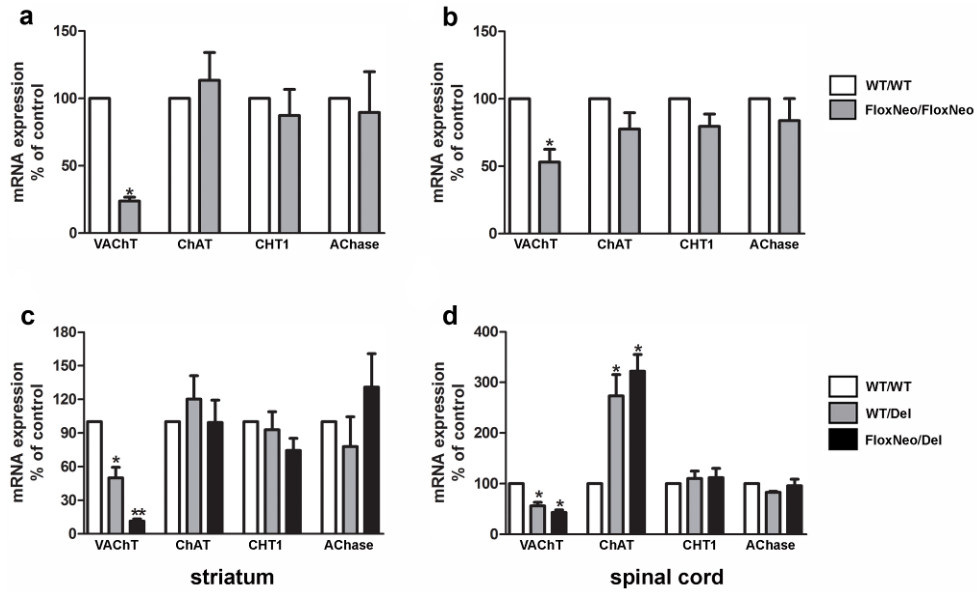 a
mRNA expression
% of control
150
100
50
0
*
VAChT ChAT CHT1 AChase
b
mRNA expression
% of control
150
100
50
0
*
VAChT ChAT CHT1 AChase
WT/WT
FloxNeo/FloxNeo
c
mRNA expression
% of control
180
150
120
90
60
30
0
* **
VAChT ChAT CHT1 AChase
striatum
d
mRNA expression
% of control
400
300
200
100
0
* * * *
VAChT ChAT CHT1 AChase
spinal cord
WT/WT
WT/Del
FloxNeo/Del